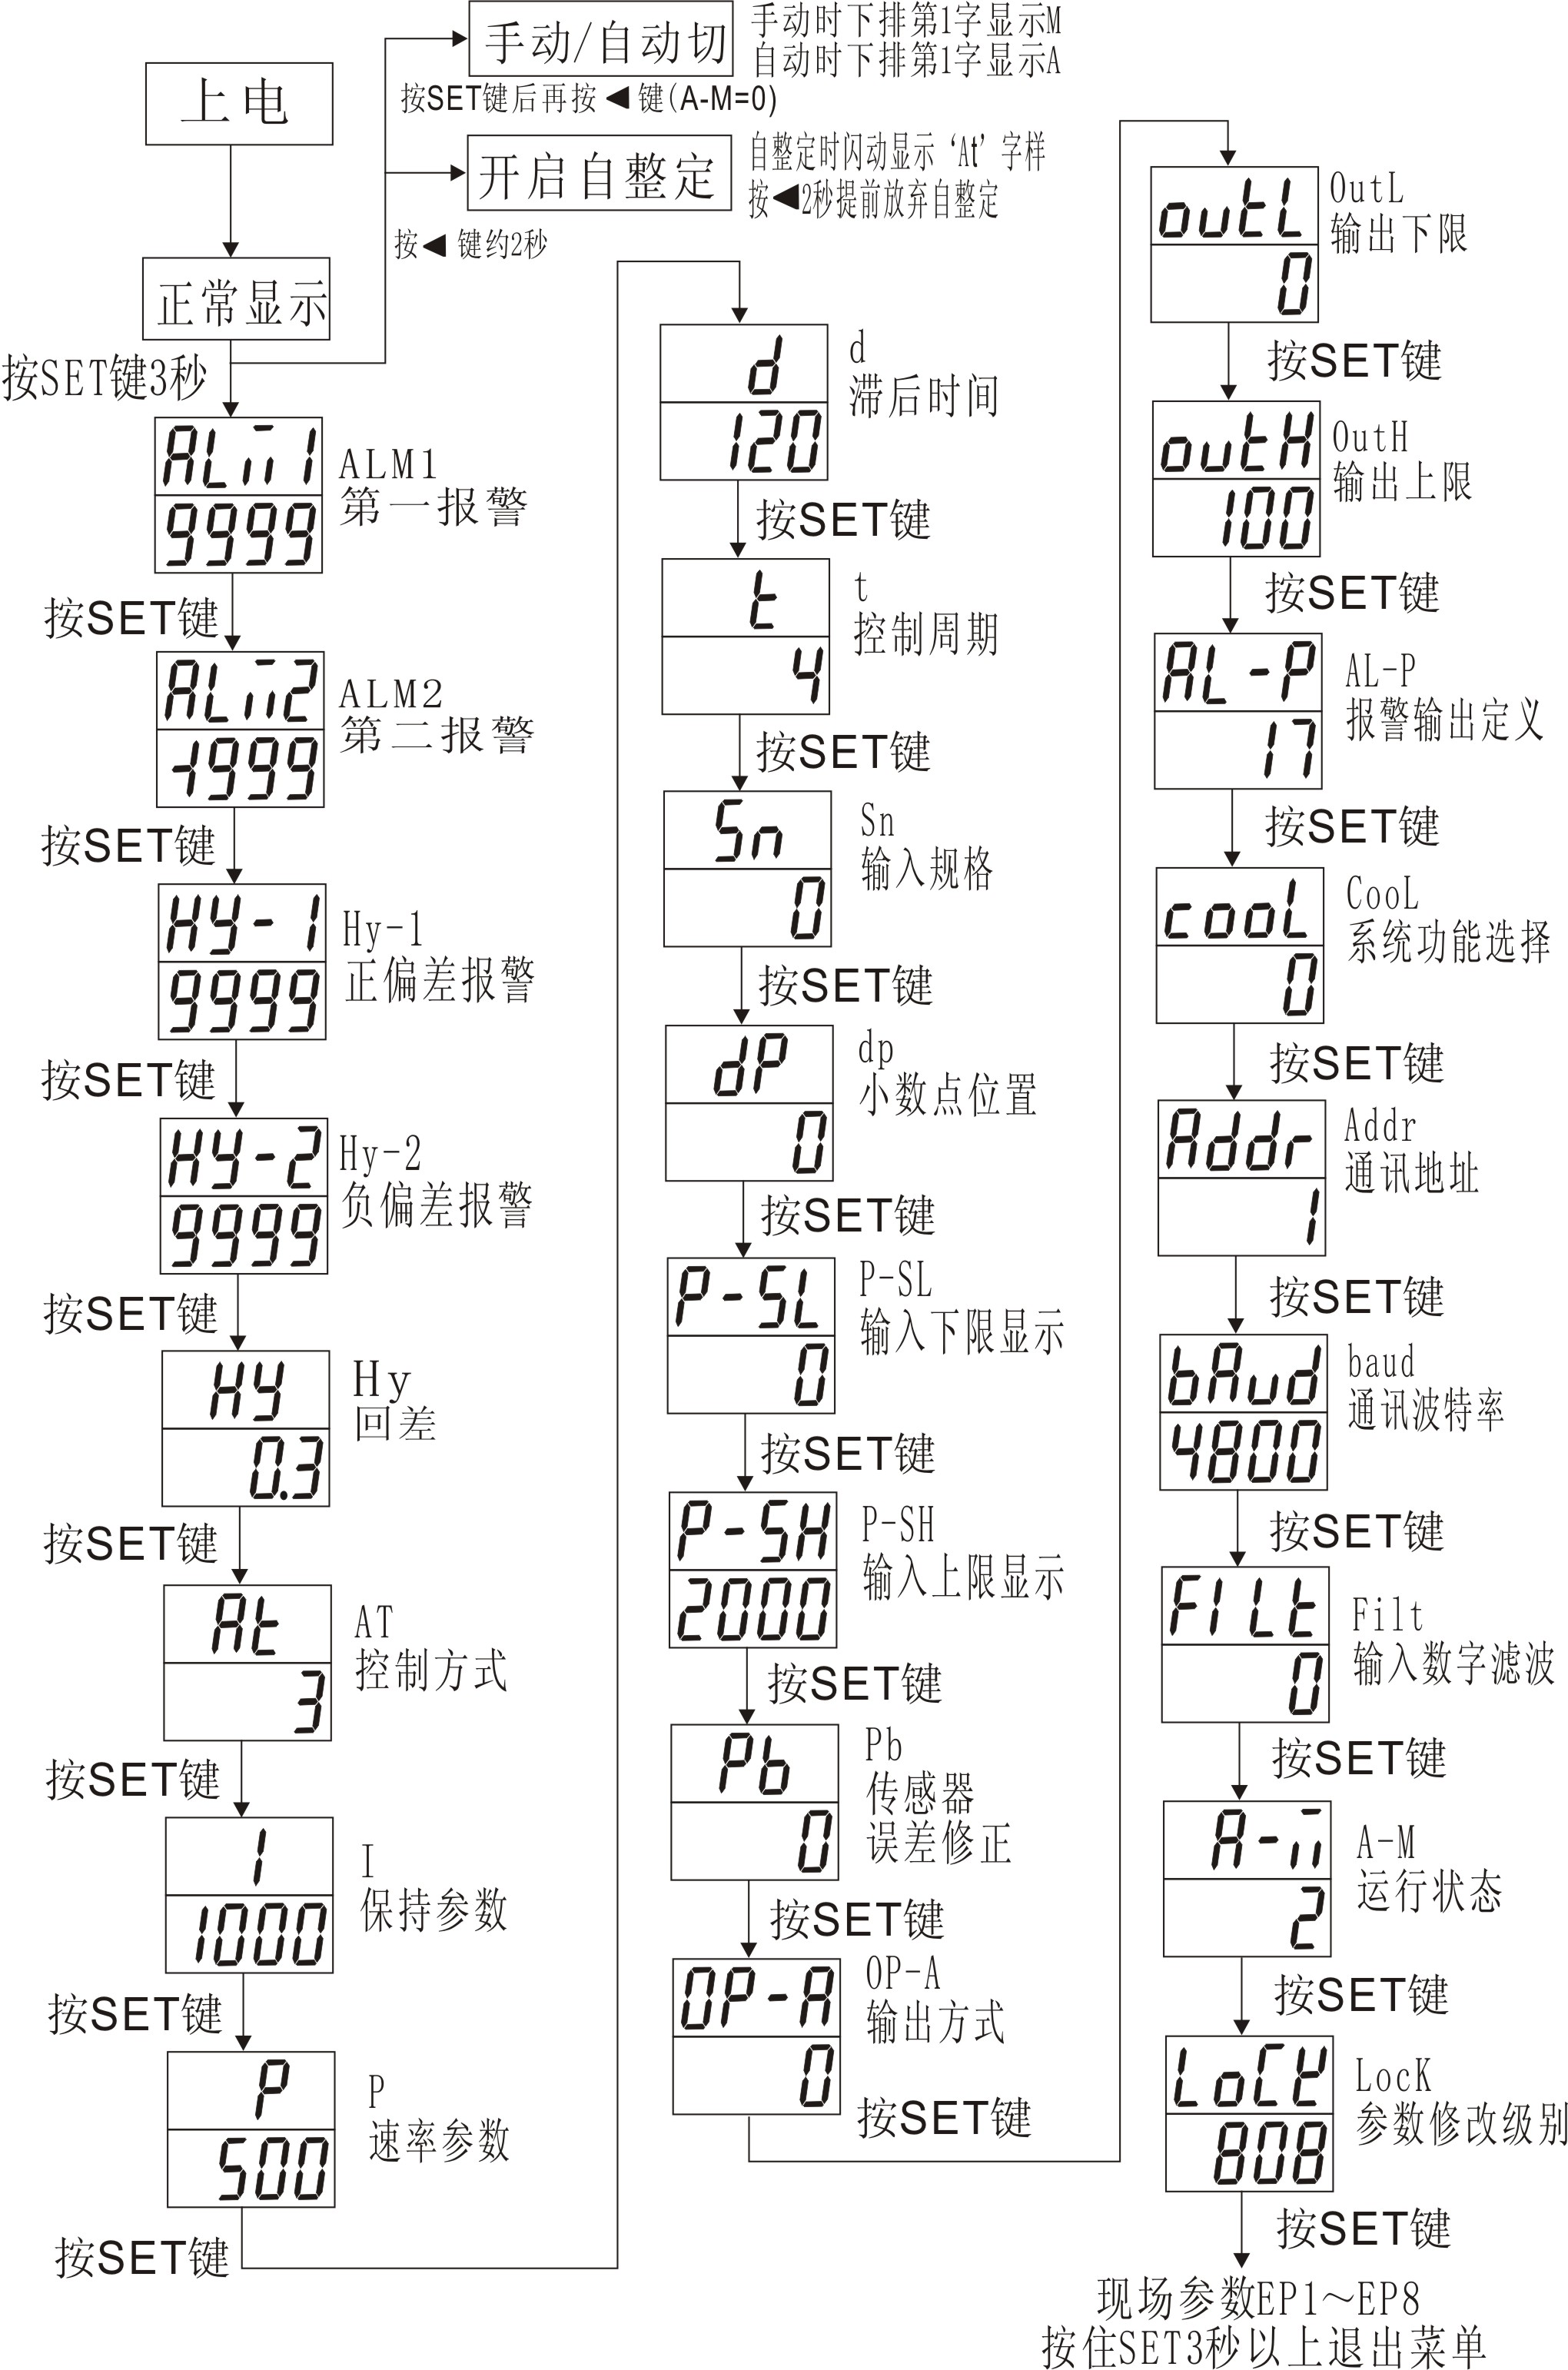 上电
正常显示
手动/自动切
手动时下排第1字显示M
自动时下排第1字显示A
按SET键后再按◀键(A-M=0)
开启自整定
自整定时闪动显示‘At’字样
按◀2秒提前放弃自整定
按◀键约2秒
按SET键3秒
ALM1
9999
ALM1
第一报警
按SET键
ALM2
-1999
ALM2
第二报警
按SET键
Hy-1
9999
Hy-1
正偏差报警
按SET键
Hy-2
9999
Hy-2
负偏差报警
按SET键
Hy
0.3
Hy
回差
按SET键
At
3
AT
控制方式
按SET键
I
1000
I
保持参数
按SET键
P
500
P
速率参数
按SET键
d
120
d
滞后时间
按SET键
t
4
t
控制周期
按SET键
Sn
0
Sn
输入规格
按SET键
dP
0
dp
小数点位置
按SET键
P-SL
0
P-SL
输入下限显示
按SET键
P-SH
2000
P-SH
输入上限显示
按SET键
Pb
0
Pb
传感器
误差修正
按SET键
OP-A
0
OP-A
输出方式
按SET键
outL
0
OutL
输出下限
按SET键
outH
100
OutH
输出上限
按SET键
AL-P
17
AL-P
报警输出定义
按SET键
cooL
0
CooL
系统功能选择
按SET键
Addr
1
Addr
通讯地址
按SET键
bAud
4800
baud
通讯波特率
按SET键
FILt
0
Filt
输入数字滤波
按SET键
A-M
2
A-M
运行状态
按SET键
LoCK
808
LocK
参数修改级别
按SET键
现场参数EP1～EP8
按住SET3秒以上退出菜单